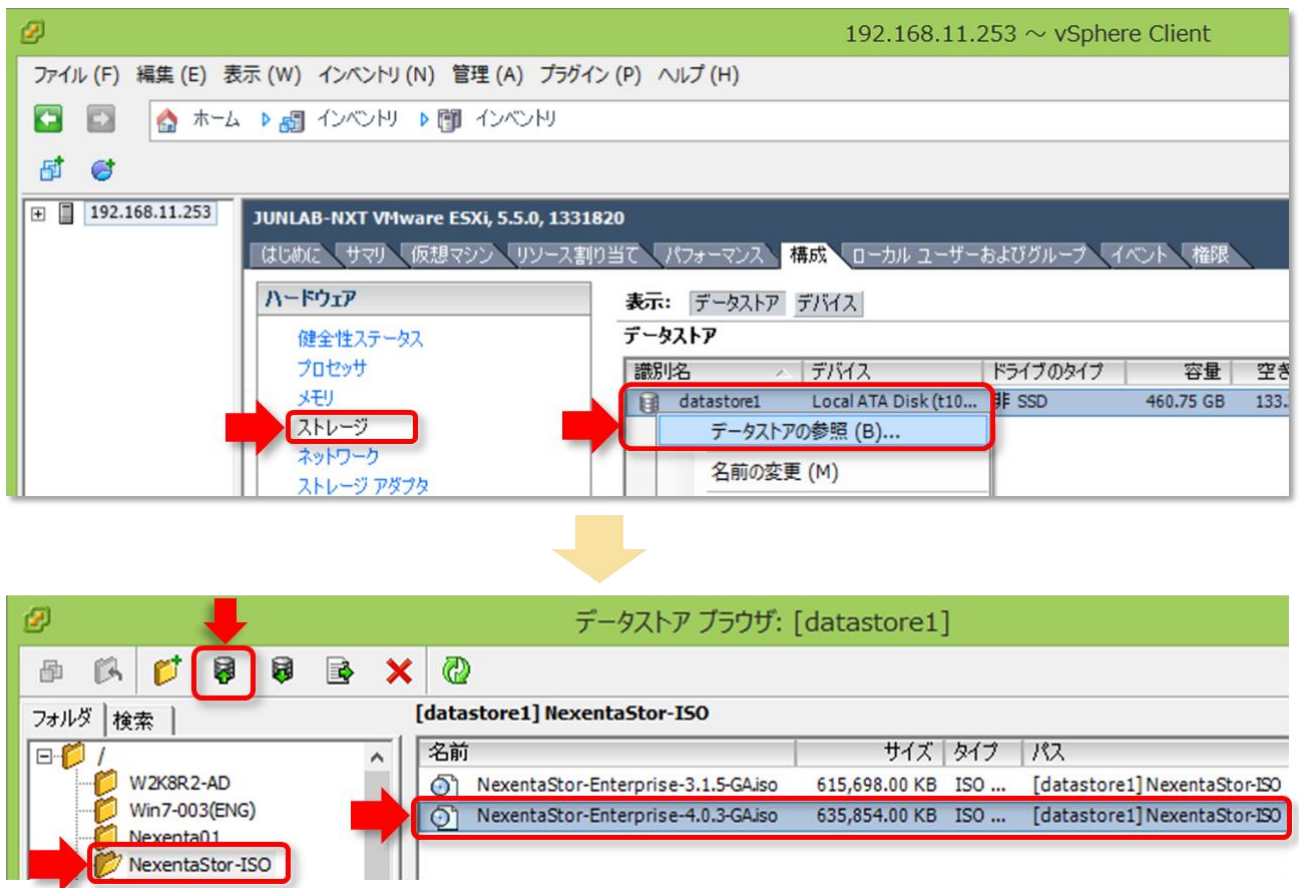 192.168.11.253 ～ vSphere Client
ファイル (F) 編集 (E) 表示 (W) インベントリ (N) 管理 (A) プラグイン (P) ヘルプ (H)
ホーム インベントリ インベントリ
192.168.11.253
JUNLAB-NXT VMware ESXi, 5.5.0, 1331820
はじめに サマリ 仮想マシン リソース割り当て パフォーマンス 構成 ローカル ユーザーおよびグループ イベント 権限
ハードウェア
健全性ステータス
プロセッサ
メモリ
ストレージ
ネットワーク
ストレージ アダプタ
表示: データストア デバイス
データストア
識別名 デバイス ドライブのタイプ 容量 空き
datastore1 Local ATA Disk (t10... 非 SSD 460.75 GB 133.
データストアの参照 (B)...
名前の変更 (M)
データストア ブラウザ: [datastore1]
フォルダ 検索
/
W2K8R2-AD
Win7-003(ENG)
Nexenta01
NexentaStor-ISO
[datastore1] NexentaStor-ISO
名前 サイズ タイプ パス
NexentaStor-Enterprise-3.1.5-GA.iso 615,698.00 KB ISO ... [datastore1] NexentaStor-ISO
NexentaStor-Enterprise-4.0.3-GA.iso 635,854.00 KB ISO ... [datastore1] NexentaStor-ISO